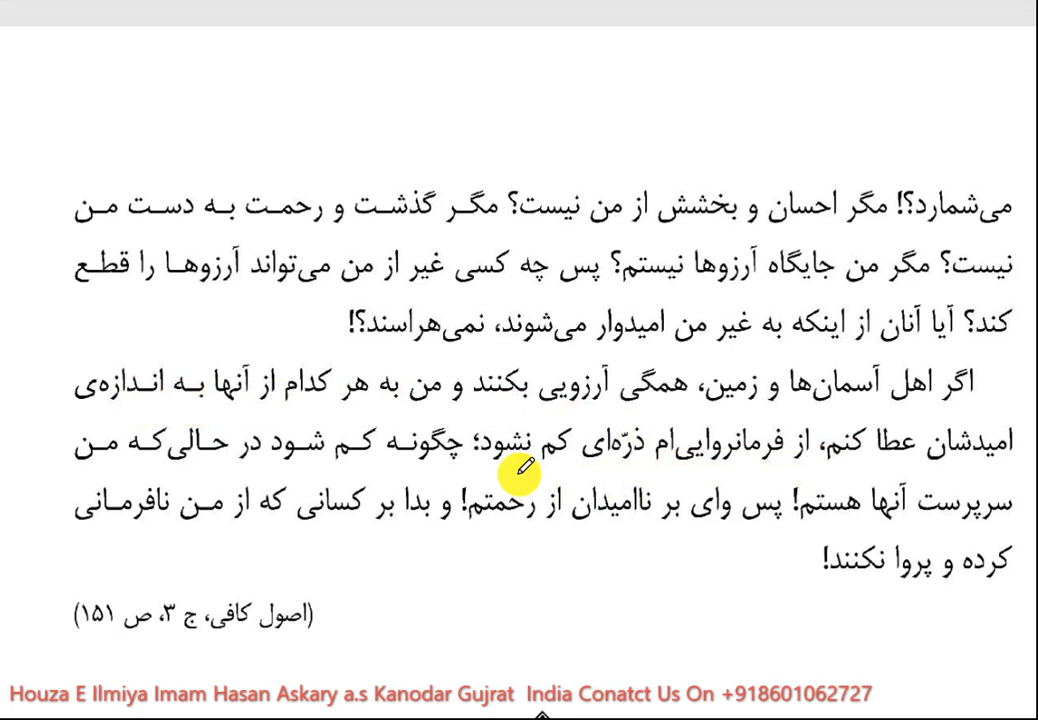 می‌شمارد؟! مگر احسان و بخشش از من نیست؟ مگر گذشت و رحمت به دست من
نیست؟ مگر من جایگاه آرزوها نیستم؟ پس چه کسی غیر از من می‌تواند آرزوها را قطع
کند؟ آیا آنان از اینکه به غیر من امیدوار می‌شوند، نمی‌هراسند؟!
اگر اهل آسمان‌ها و زمین، همگی آرزویی بکنند و من به هر کدام از آنها به اندازه‌ی
امیدشان عطا کنم، از فرمانروایی‌ام ذرّه‌ای کم نشود؛ چگونه کم شود در حالی‌که من
سرپرست آنها هستم! پس وای بر ناامیدان از رحمتم! و بدا بر کسانی که از من نافرمانی
کرده و پروا نکنند!
(اصول کافی، ج ۳، ص ۱۵۱)
Houza E Ilmiya Imam Hasan Askary a.s Kanodar Gujrat India Conatct Us On +918601062727